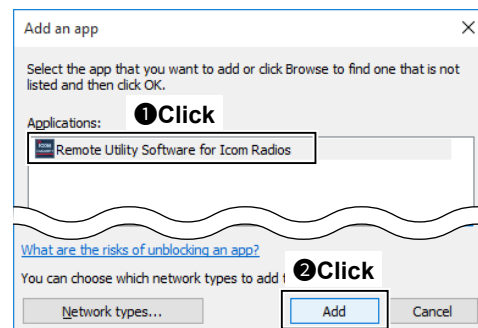 Add an app
Select the app that you want to add or click Browse to find one that is not
listed and then click OK.
❶Click
Applications:
Remote Utility Software for Icom Radios
What are the risks of unblocking an app?
You can choose which network types to add
❷Click
Network types...
Add
Cancel